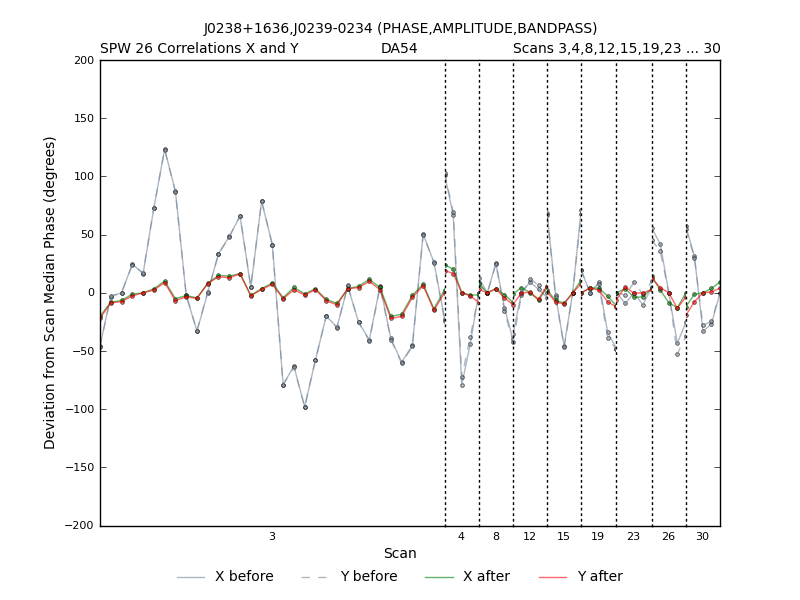 J0238+1636,J0239-0234 (PHASE,AMPLITUDE,BANDPASS)
SPW 26 Correlations X and Y DA54 Scans 3,4,8,12,15,19,23 ... 30
200
150
100
50
0
−50
−100
−150
−200
Deviation from Scan Median Phase (degrees)
3 4 8 12 15 19 23 26 30
Scan
X before Y before X after Y after